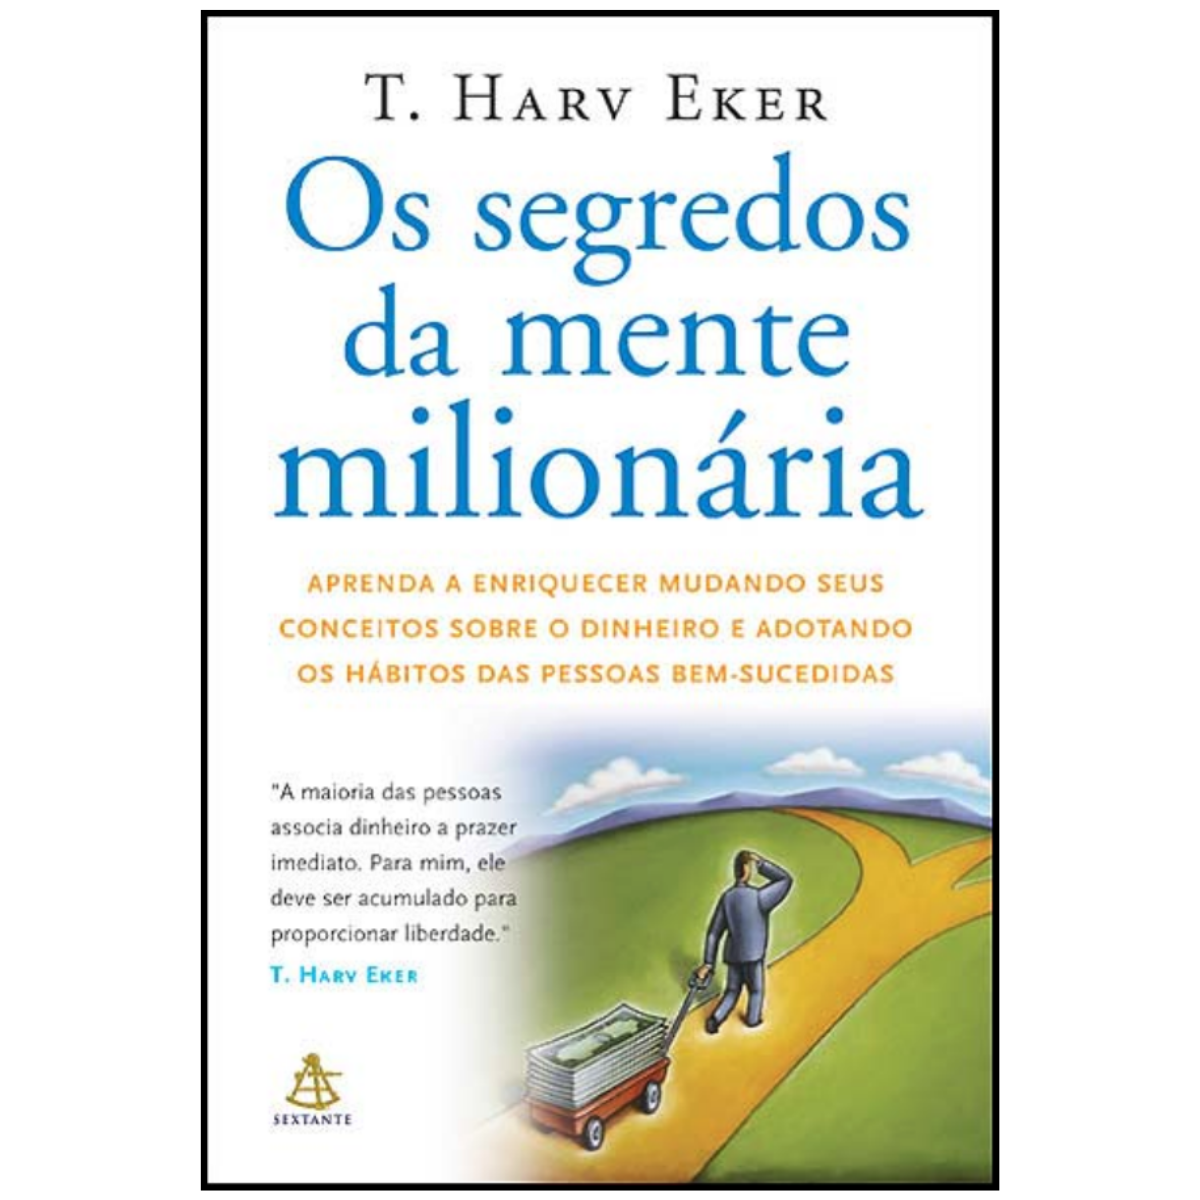 T. HARV EKER
Os segredos
da mente
milionária
APRENDA A ENRIQUECER MUDANDO SEUS
CONCEITOS SOBRE O DINHEIRO E ADOTANDO
OS HÁBITOS DAS PESSOAS BEM-SUCEDIDAS
"A maioria das pessoas
associa dinheiro a prazer
imediato. Para mim, ele
deve ser acumulado para
proporcionar liberdade."
T. HARV EKER
SEXTANTE